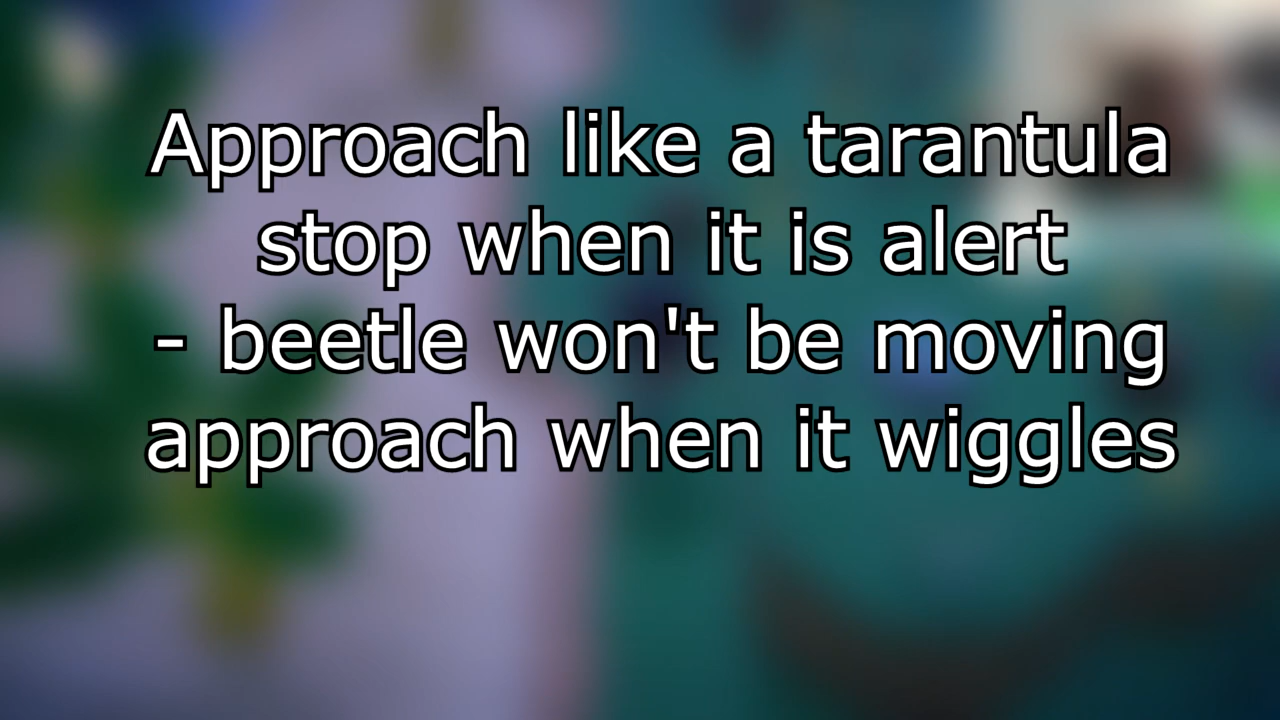 Approach like a tarantula
stop when it is alert
- beetle won't be moving
approach when it wiggles